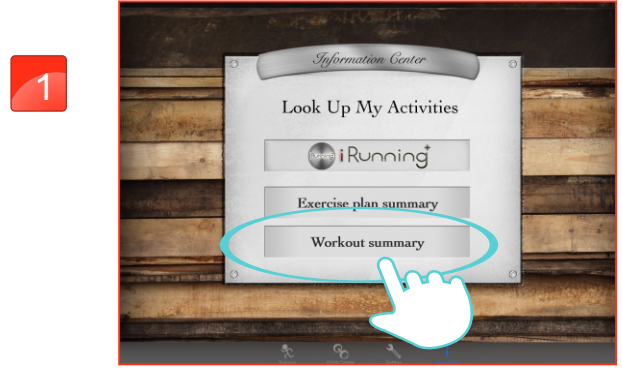 1
Information Center
Look Up My Activities
iRunning+
Exercise plan summary
Workout summary